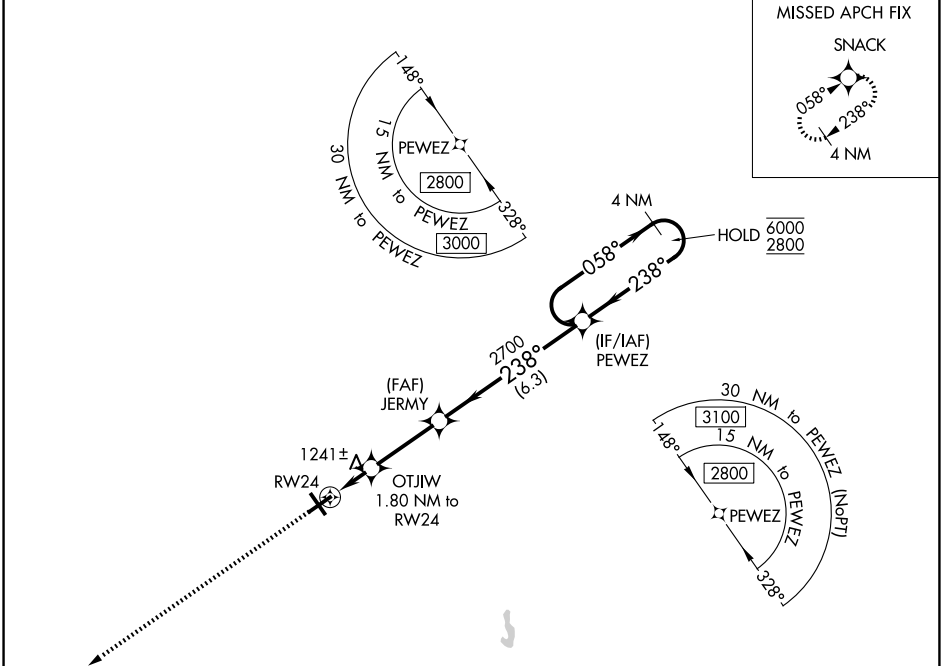 MISSED APCH FIX
SNACK
058°
238°
4 NM
148°
PEWEZ
2800
15 NM to PEWEZ
328°
3000
30 NM to PEWEZ
4 NM
HOLD 6000
2800
058°
238°
(IF/IAF)
PEWEZ
2700
238°
(6.3)
(FAF)
JERMY
1241±
OTJIW
1.80 NM to
RW24
RW24
30 NM to PEWEZ (NoPT)
3100
148°
15 NM to PEWEZ
2800
PEWEZ
328°